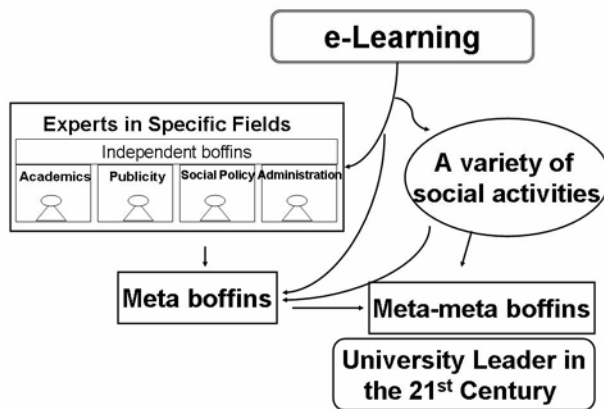 e-Learning
Experts in Specific Fields
Independent boffins
Academics
Publicity
Social Policy
Administration
A variety of
social activities
Meta boffins
Meta-meta boffins
University Leader in
the 21st Century